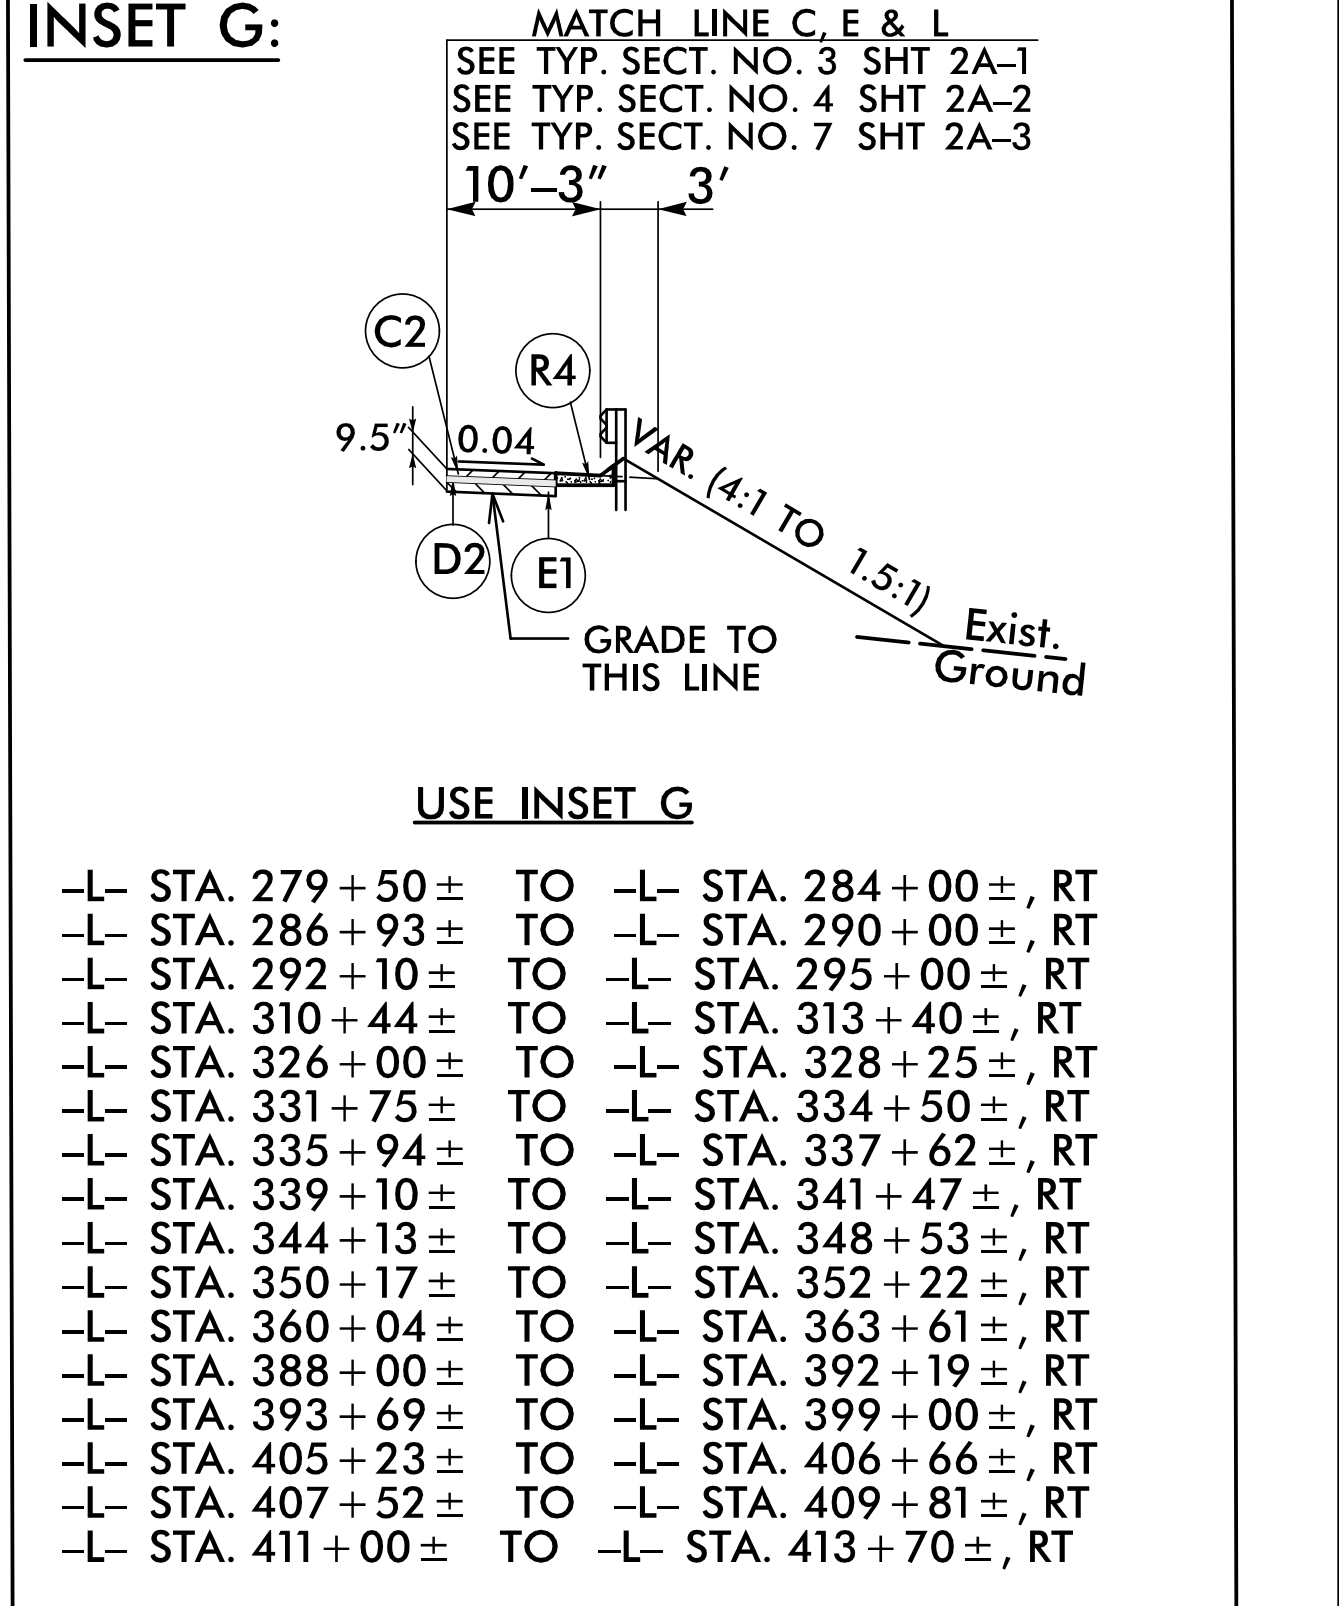 INSET G:
MATCH LINE C, E & L
SEE TYP. SECT. NO. 3 SHT 2A–1
SEE TYP. SECT. NO. 4 SHT 2A–2
SEE TYP. SECT. NO. 7 SHT 2A–3
10'–3" 3'
C2
R4
9.5"
0.04
VAR. (4:1 TO 1.5:1)
D2
E1
GRADE TO
THIS LINE
Exist.
Ground
USE INSET G
–L– STA. 279+50± TO –L– STA. 284+00±, RT
–L– STA. 286+93± TO –L– STA. 290+00±, RT
–L– STA. 292+10± TO –L– STA. 295+00±, RT
–L– STA. 310+44± TO –L– STA. 313+40±, RT
–L– STA. 326+00± TO –L– STA. 328+25±, RT
–L– STA. 331+75± TO –L– STA. 334+50±, RT
–L– STA. 335+94± TO –L– STA. 337+62±, RT
–L– STA. 339+10± TO –L– STA. 341+47±, RT
–L– STA. 344+13± TO –L– STA. 348+53±, RT
–L– STA. 350+17± TO –L– STA. 352+22±, RT
–L– STA. 360+04± TO –L– STA. 363+61±, RT
–L– STA. 388+00± TO –L– STA. 392+19±, RT
–L– STA. 393+69± TO –L– STA. 399+00±, RT
–L– STA. 405+23± TO –L– STA. 406+66±, RT
–L– STA. 407+52± TO –L– STA. 409+81±, RT
–L– STA. 411+00± TO –L– STA. 413+70±, RT